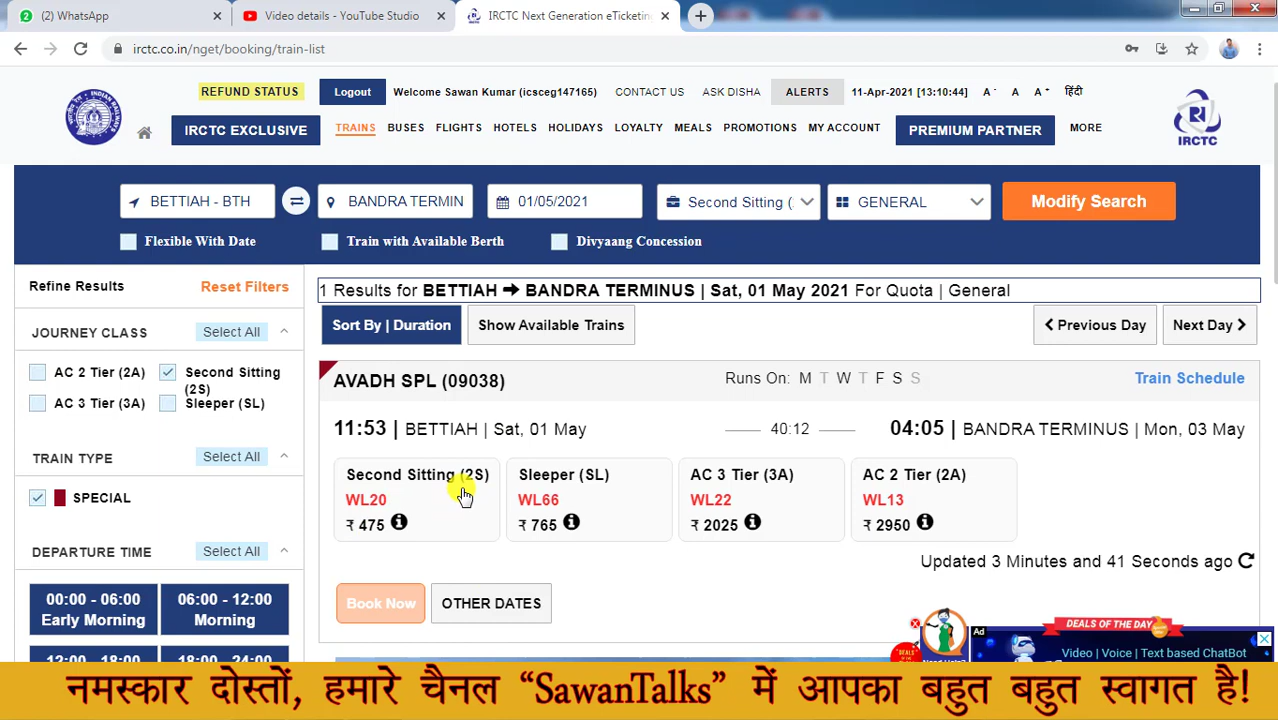 (2) WhatsApp
Video details - YouTube Studio
IRCTC Next Generation eTicketing
irctc.co.in/nget/booking/train-list
REFUND STATUS
Logout
Welcome Sawan Kumar (icsceg147165)
CONTACT US
ASK DISHA
ALERTS
11-Apr-2021 [13:10:44]
A- A A+
हिंदी
IRCTC EXCLUSIVE
TRAINS
BUSES
FLIGHTS
HOTELS
HOLIDAYS
LOYALTY
MEALS
PROMOTIONS
MY ACCOUNT
PREMIUM PARTNER
MORE
IRCTC
BETTIAH - BTH
BANDRA TERMIN
01/05/2021
Second Sitting (
GENERAL
Modify Search
Flexible With Date
Train with Available Berth
Divyaang Concession
Refine Results
Reset Filters
JOURNEY CLASS
Select All
AC 2 Tier (2A)
Second Sitting
(2S)
AC 3 Tier (3A)
Sleeper (SL)
TRAIN TYPE
Select All
SPECIAL
DEPARTURE TIME
Select All
00:00 - 06:00
Early Morning
06:00 - 12:00
Morning
12:00 - 18:00
18:00 - 24:00
1 Results for BETTIAH ➔ BANDRA TERMINUS | Sat, 01 May 2021 For Quota | General
Sort By | Duration
Show Available Trains
Previous Day
Next Day
AVADH SPL (09038)
Runs On: M T W T F S S
Train Schedule
11:53 | BETTIAH | Sat, 01 May
40:12
04:05 | BANDRA TERMINUS | Mon, 03 May
Second Sitting (2S)
WL20
₹ 475
Sleeper (SL)
WL66
₹ 765
AC 3 Tier (3A)
WL22
₹ 2025
AC 2 Tier (2A)
WL13
₹ 2950
Updated 3 Minutes and 41 Seconds ago
Book Now
OTHER DATES
Ad
DEALS OF THE DAY
Video | Voice | Text based ChatBot
नमस्कार दोस्तों, हमारे चैनल “SawanTalks” में आपका बहुत बहुत स्वागत है!